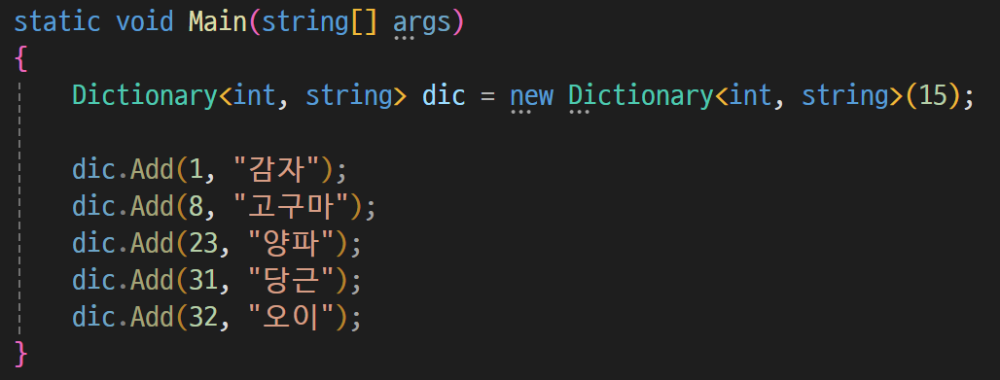 static void Main(string[] args)
{
Dictionary<int, string> dic = new Dictionary<int, string>(15);
dic.Add(1, "감자");
dic.Add(8, "고구마");
dic.Add(23, "양파");
dic.Add(31, "당근");
dic.Add(32, "오이");
}